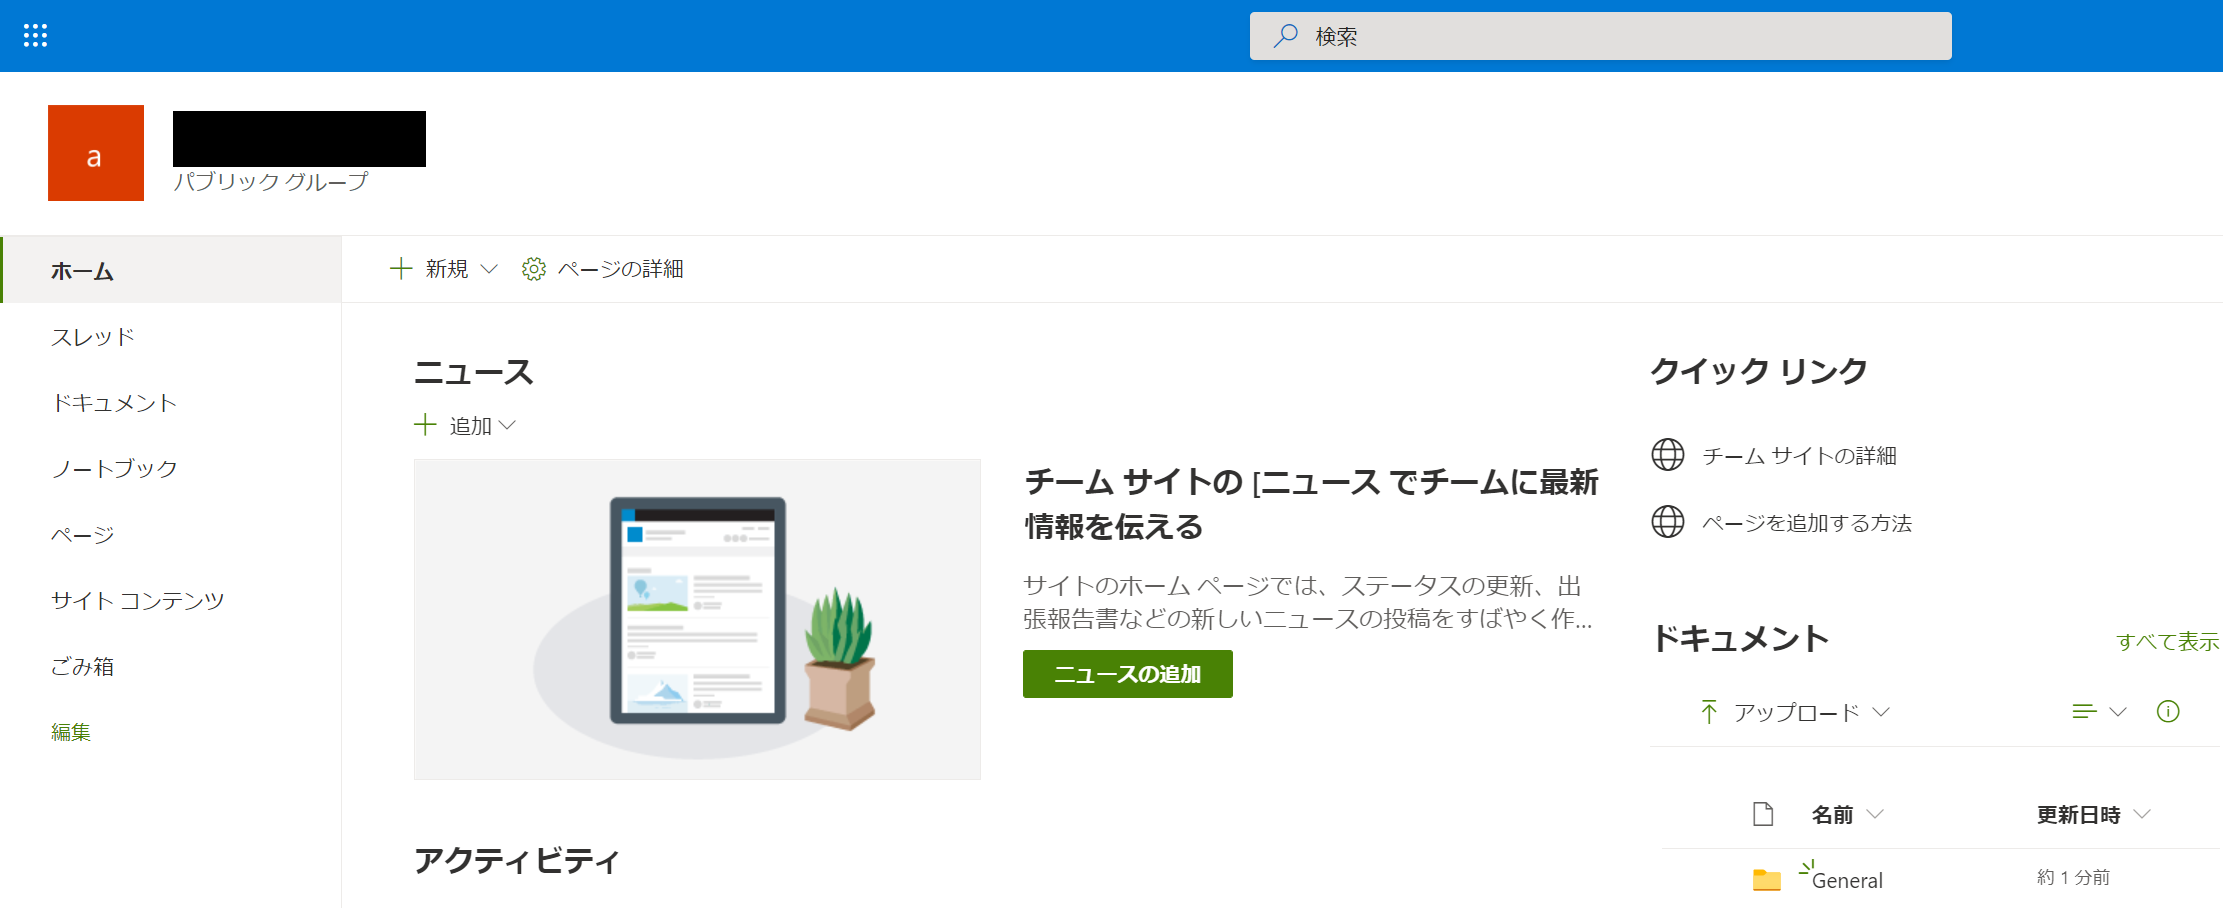 検索
a
パブリック グループ
ホーム
スレッド
ドキュメント
ノートブック
ページ
サイト コンテンツ
ごみ箱
編集
新規
ページの詳細
ニュース
追加
チーム サイトの [ニュース でチームに最新
情報を伝える
サイトのホーム ページでは、ステータスの更新、出
張報告書などの新しいニュースの投稿をすばやく作...
ニュースの追加
アクティビティ
クイック リンク
チーム サイトの詳細
ページを追加する方法
ドキュメント
すべて表示
アップロード
名前
更新日時
General
約 1 分前